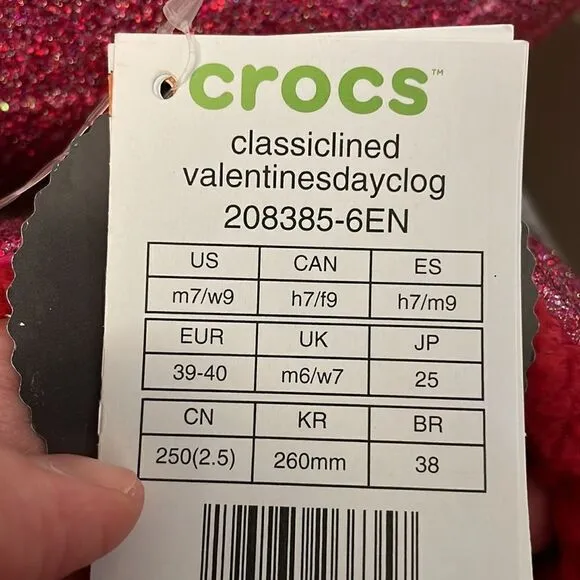 crocs™
classiclined
valentinesdayclog
208385-6EN
US CAN ES
m7/w9 h7/f9 h7/m9
EUR UK JP
39-40 m6/w7 25
CN KR BR
250(2.5) 260mm 38